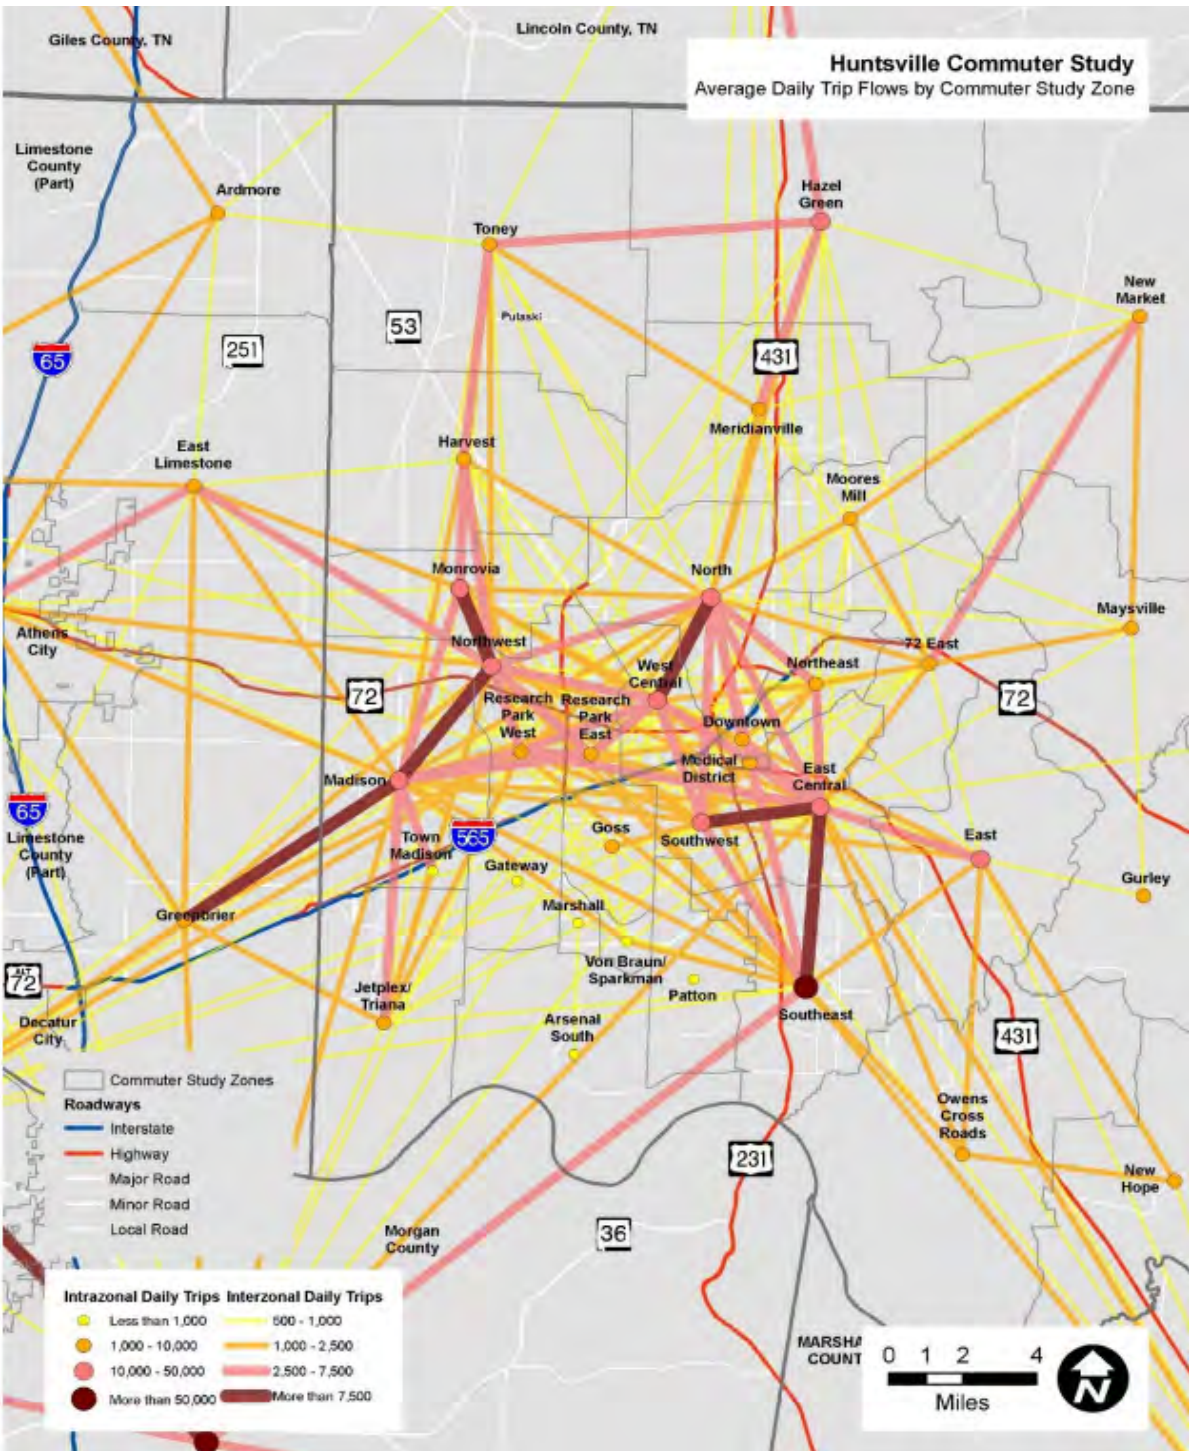 Giles County, TN
Lincoln County, TN
Huntsville Commuter Study
Average Daily Trip Flows by Commuter Study Zone
Limestone
County
(Part)
Ardmore
Hazel
Green
Toney
New
Market
Pulaski
53
251
65
431
Meridianville
Harvest
East
Limestone
Moores
Mill
Monrovia
North
Maysville
Athens
City
Northwest
72 East
West
Central
Northeast
72
72
Research
Park
West
Research
Park
East
Downtown
Medical
District
East
Central
Madison
65
Limestone
County
(Part)
Town
Madison
565
Goss
Southwest
East
Gateway
Gurley
Marshall
Greenbrier
Von Braun/
Sparkman
ALT
72
Patton
Jetplex/
Triana
Southeast
Decatur
City
Arsenal
South
431
Commuter Study Zones
Roadways
Interstate
Highway
Major Road
Minor Road
Local Road
Owens
Cross
Roads
231
New
Hope
Morgan
County
36
Intrazonal Daily Trips
Less than 1,000
1,000 - 10,000
10,000 - 50,000
More than 50,000
Interzonal Daily Trips
500 - 1,000
1,000 - 2,500
2,500 - 7,500
More than 7,500
MARSHA
COUNT
0 1 2 4
Miles
N